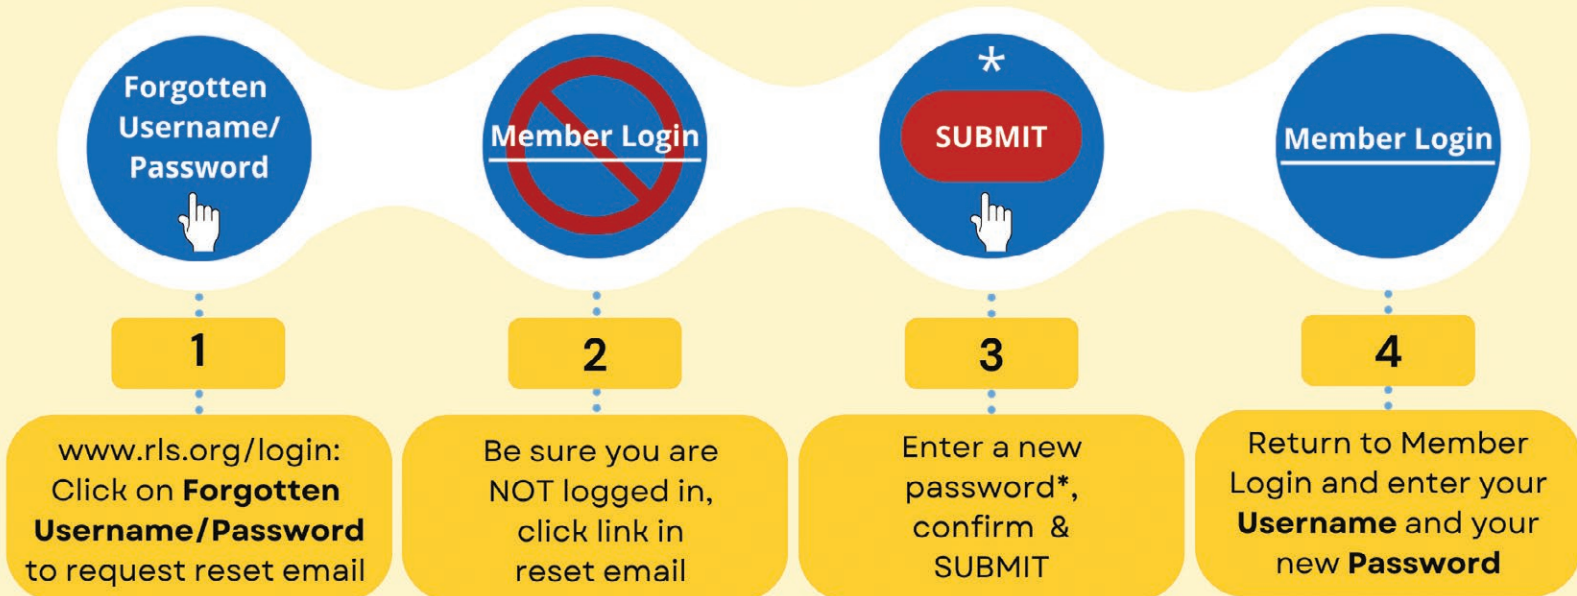 Forgotten
Username/
Password
Member Login
*
SUBMIT
Member Login
1
2
3
4
www.rls.org/login:
Click on Forgotten
Username/Password
to request reset email
Be sure you are
NOT logged in,
click link in
reset email
Enter a new
password*,
confirm &
SUBMIT
Return to Member
Login and enter your
Username and your
new Password